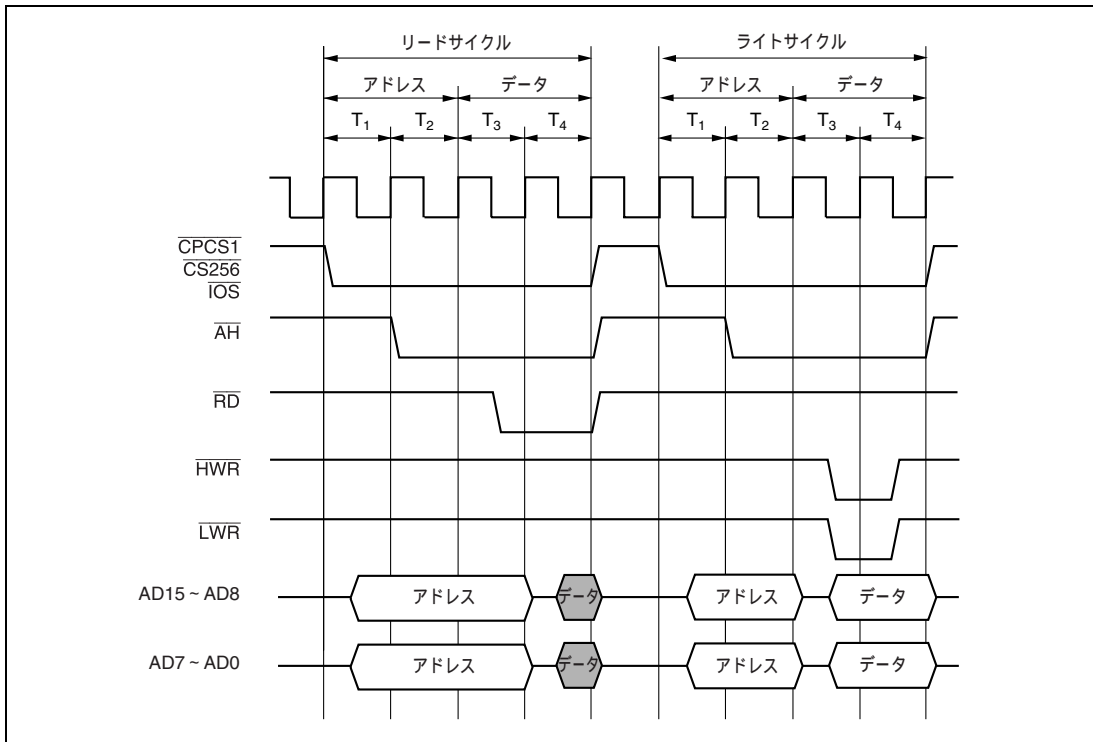 リードサイクル ライトサイクル
アドレス データ アドレス データ
T1 T2 T3 T4 T1 T2 T3 T4
CPCS1
CS256
IOS
AH
RD
HWR
LWR
AD15 ~ AD8 アドレス データ アドレス データ
AD7 ~ AD0 アドレス データ アドレス データ